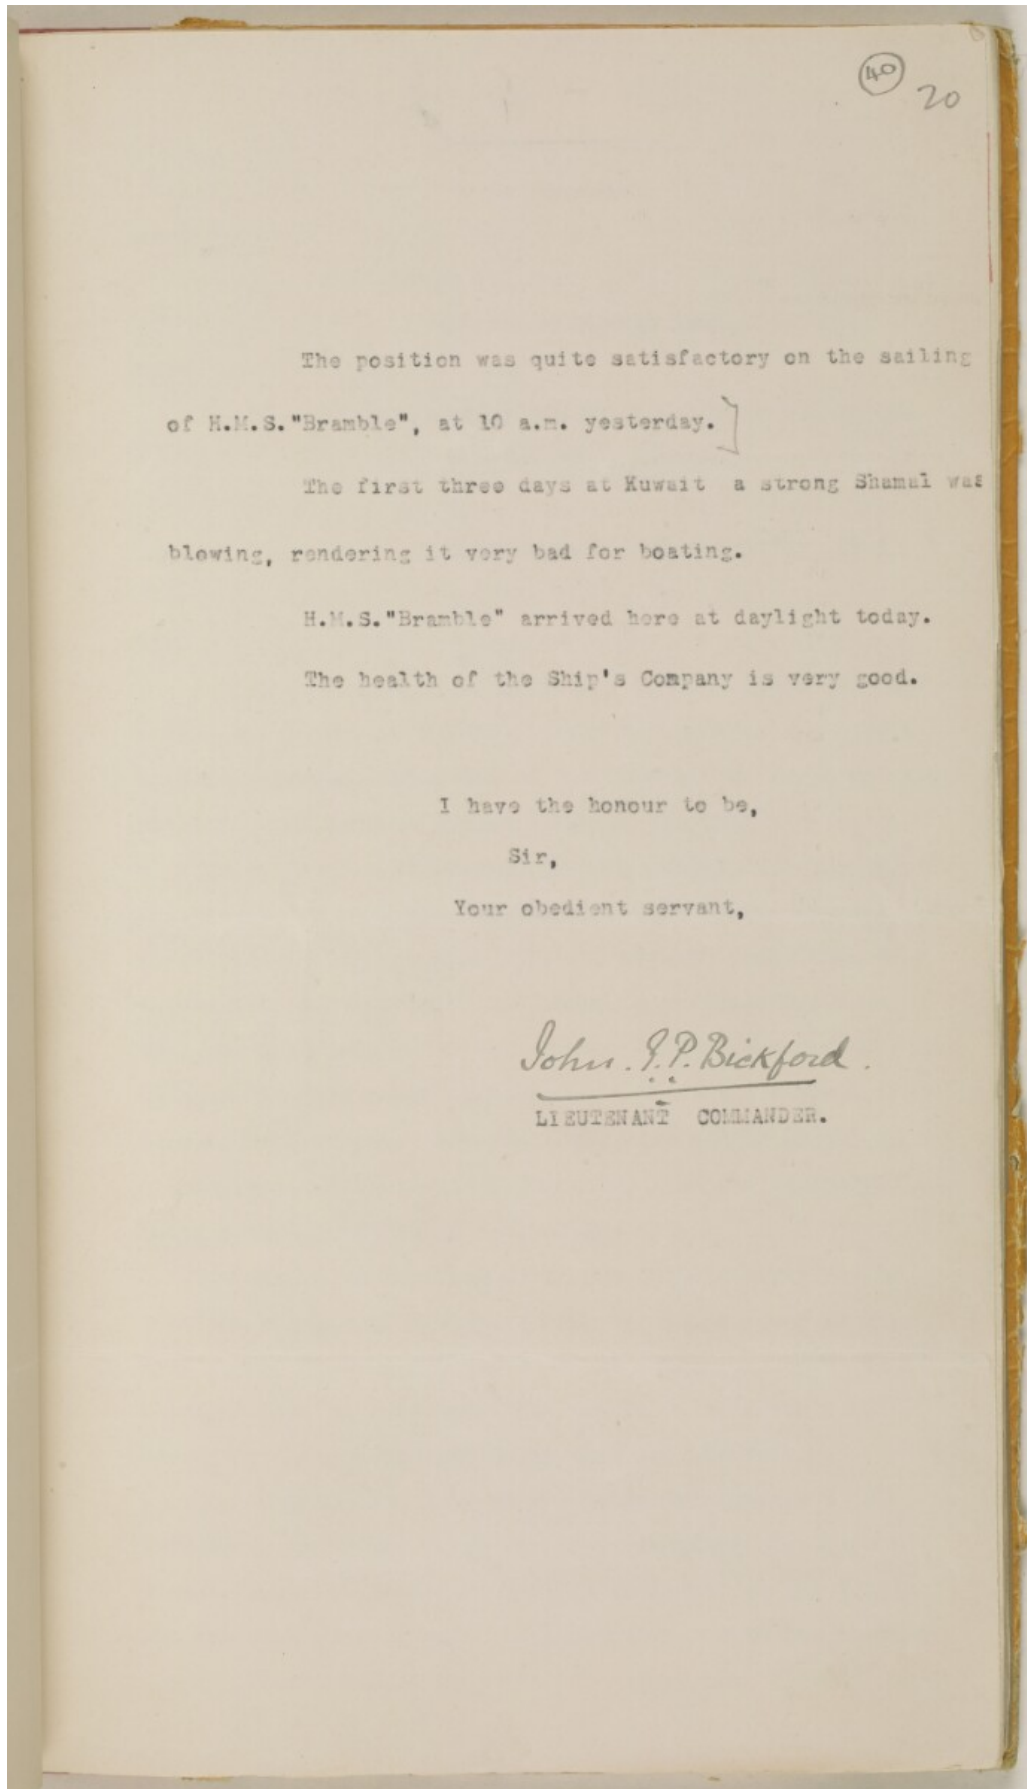 40
20
The position was quite satisfactory on the sailing
of H.M.S."Bramble", at 10 a.m. yesterday.]
The first three days at Kuwait a strong Shamal was
blowing, rendering it very bad for boating.
H.M.S."Bramble" arrived here at daylight today.
The health of the Ship's Company is very good.
I have the honour to be,
Sir,
Your obedient servant,
John. G.P. Bickford.
LIEUTENANT COMMANDER.